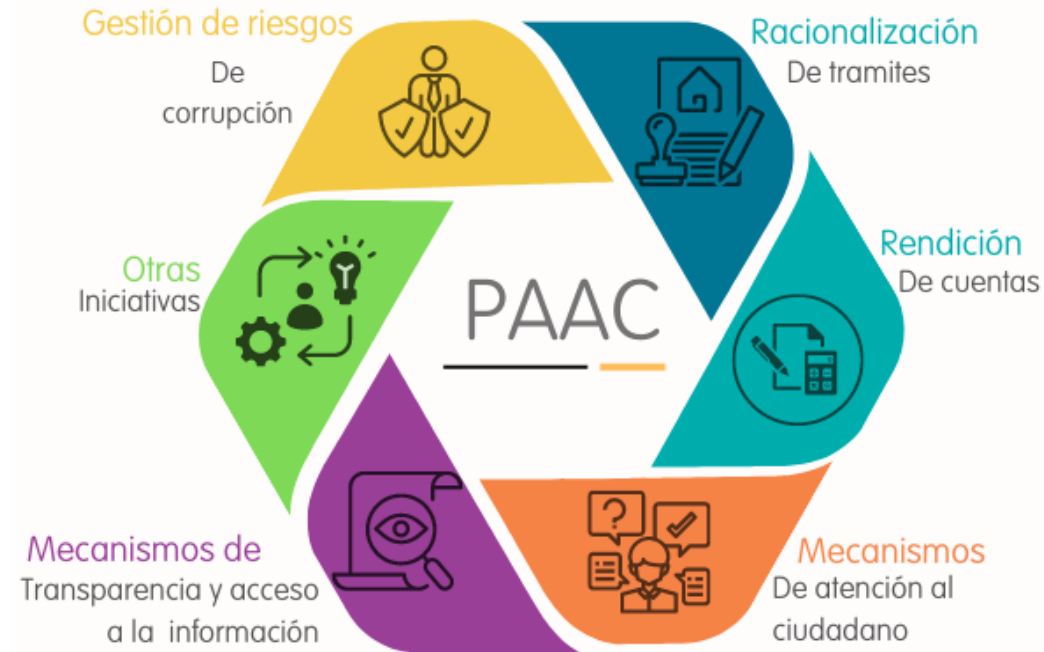 Gestión de riesgos
De
corrupción
Racionalización
De tramites
Rendición
De cuentas
Otras
Iniciativas
PAAC
Mecanismos de
Transparencia y acceso
a la información
Mecanismos
De atención al
ciudadano